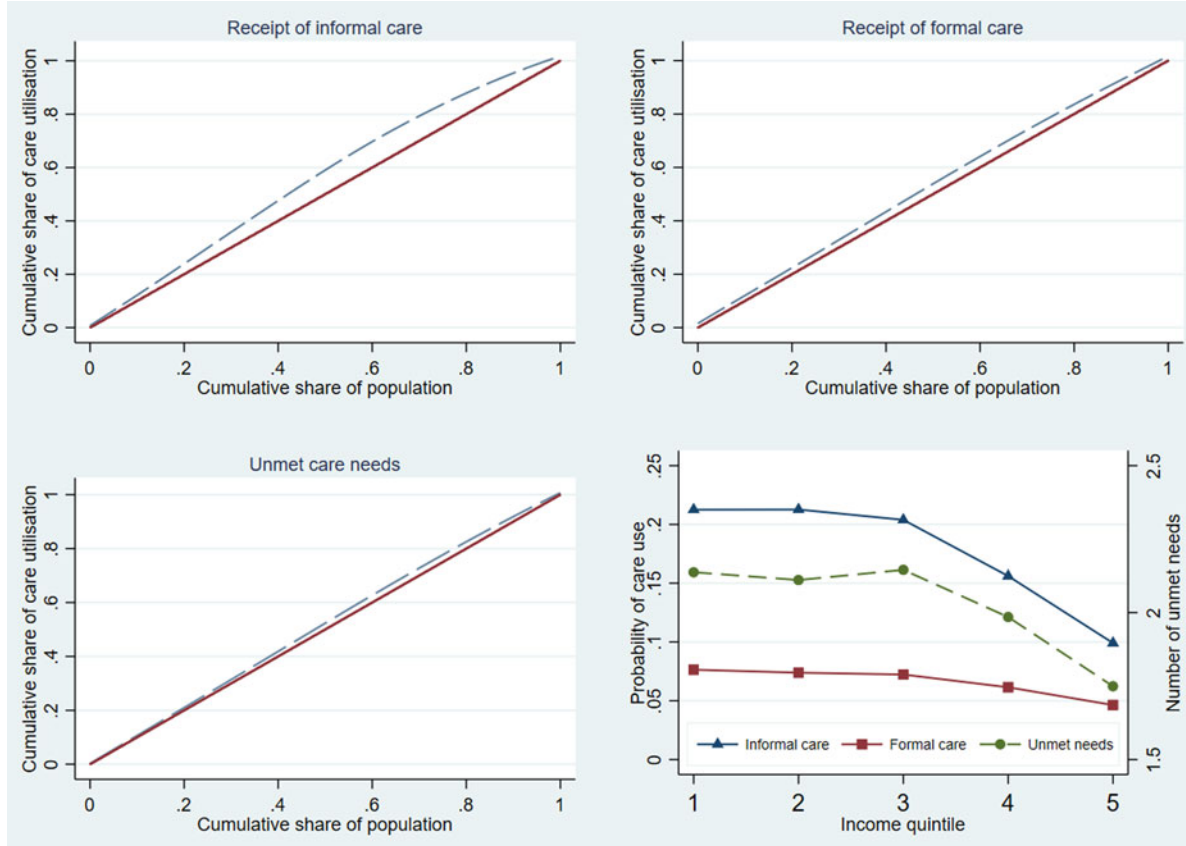 Receipt of informal care
Cumulative share of care utilisation
1
.8
.6
.4
.2
0
0 .2 .4 .6 .8 1
Cumulative share of population
Receipt of formal care
Cumulative share of care utilisation
1
.8
.6
.4
.2
0
0 .2 .4 .6 .8 1
Cumulative share of population
Unmet care needs
Cumulative share of care utilisation
1
.8
.6
.4
.2
0
0 .2 .4 .6 .8 1
Cumulative share of population
Probability of care use
.25
.2
.15
.1
.05
0
Number of unmet needs
2.5
2
1.5
Informal care Formal care Unmet needs
1 2 3 4 5
Income quintile